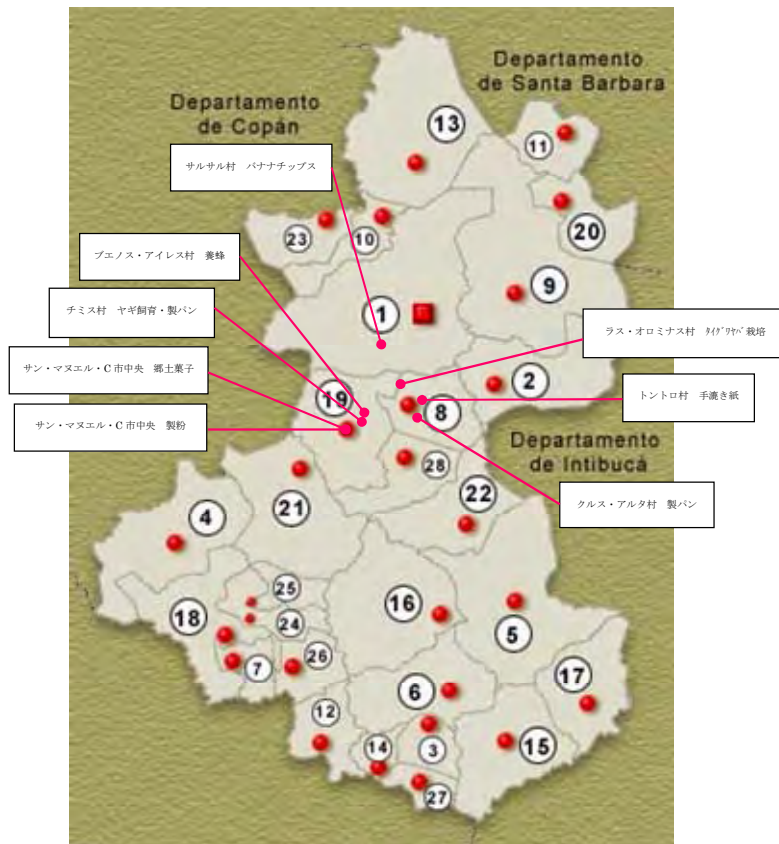 Departamento
de Santa Barbara
Departamento
de Copán
13
11
サルサル村 バナナチップス
20
23
10
ブエノス・アイレス村 養蜂
9
チミス村 ヤギ飼育・製パン
1
ラス・オロミナス村 タイグワヤバ栽培
サン・マヌエル・C市中央 郷土菓子
2
トントロ村 手漉き紙
19
8
サン・マヌエル・C市中央 製粉
Departamento
de Intibucá
28
クルス・アルタ村 製パン
22
21
4
25
16
18
24
5
26
7
17
6
12
14
3
15
27